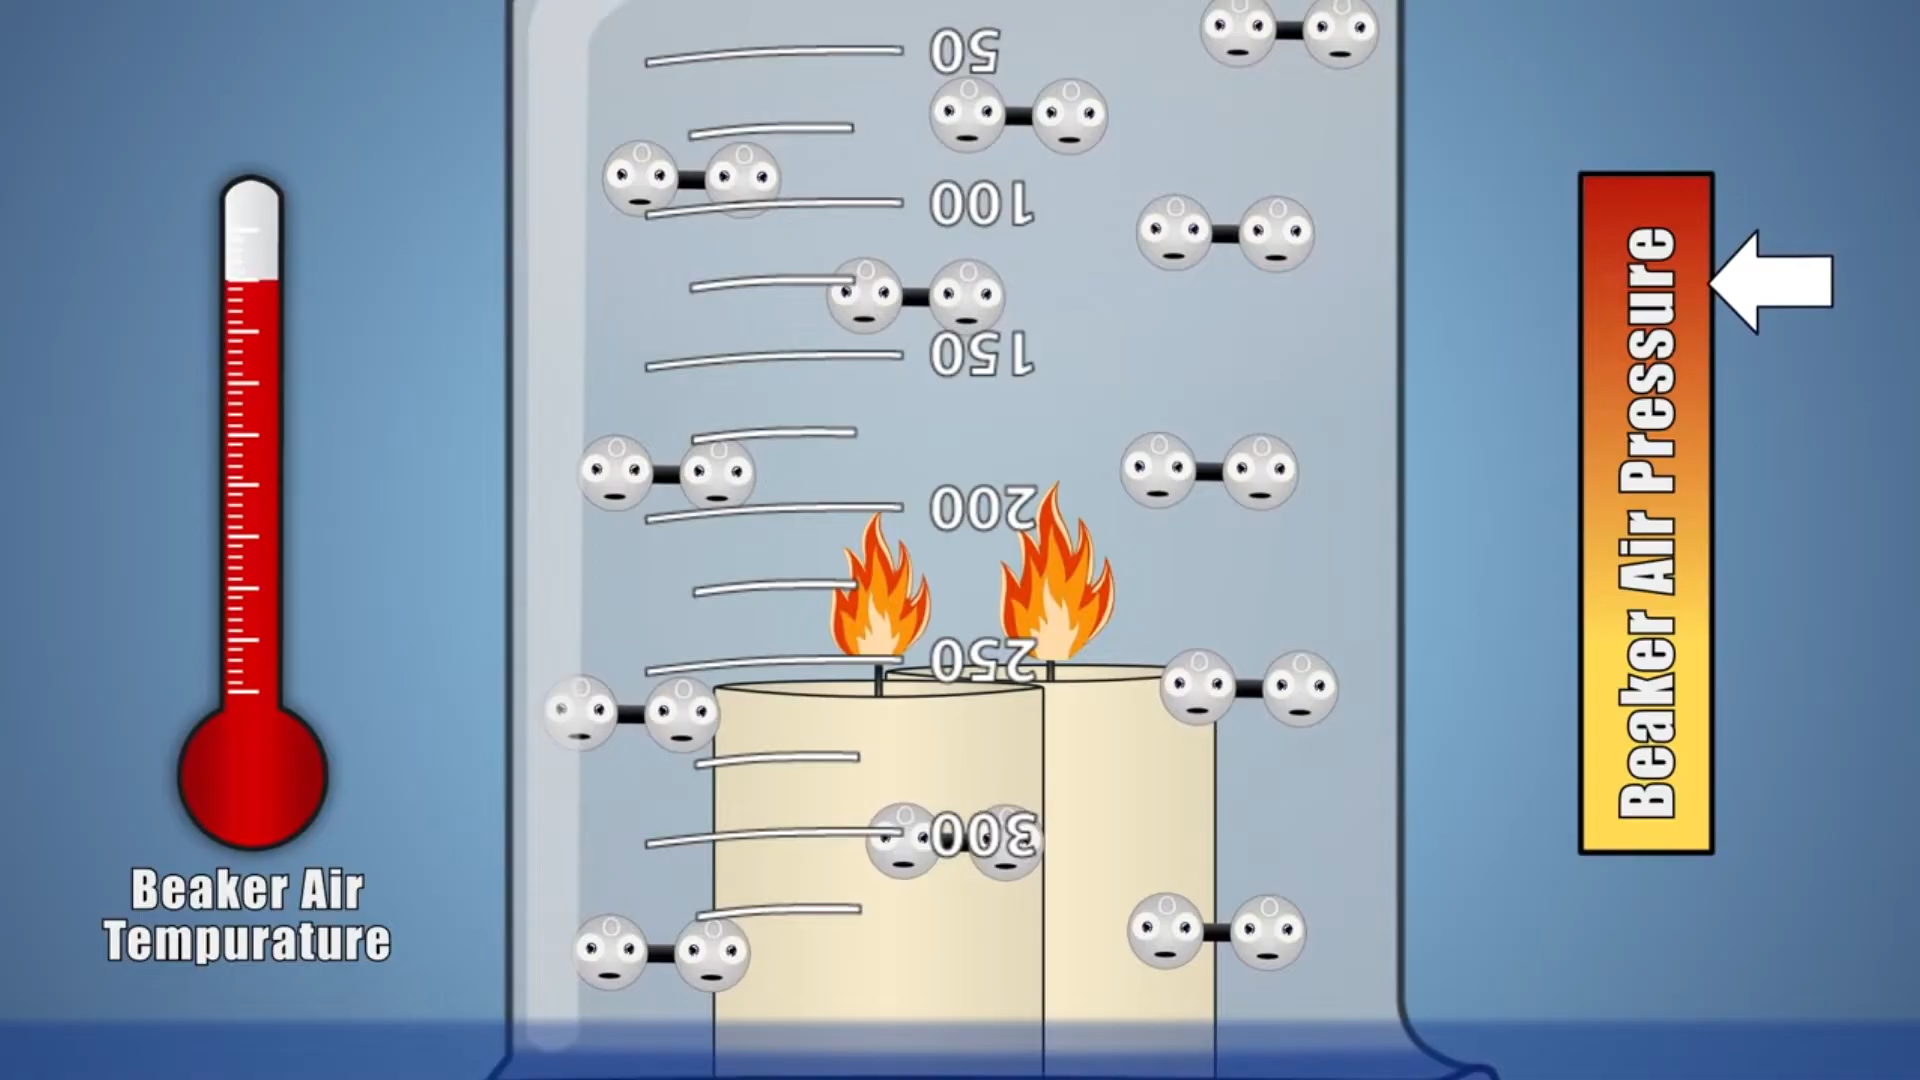 O O
50
O O
O O
100
O O
O O
150
O O
O O
200
250
O O
O O
300
O O
O O
O O
Beaker Air
Tempurature
Beaker Air Pressure